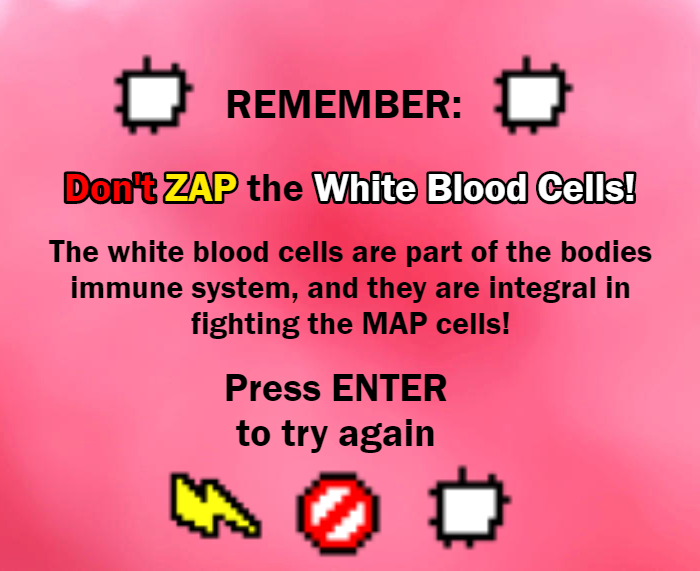 REMEMBER:
Don't ZAP the White Blood Cells!
The white blood cells are part of the bodies
immune system, and they are integral in
fighting the MAP cells!
Press ENTER
to try again